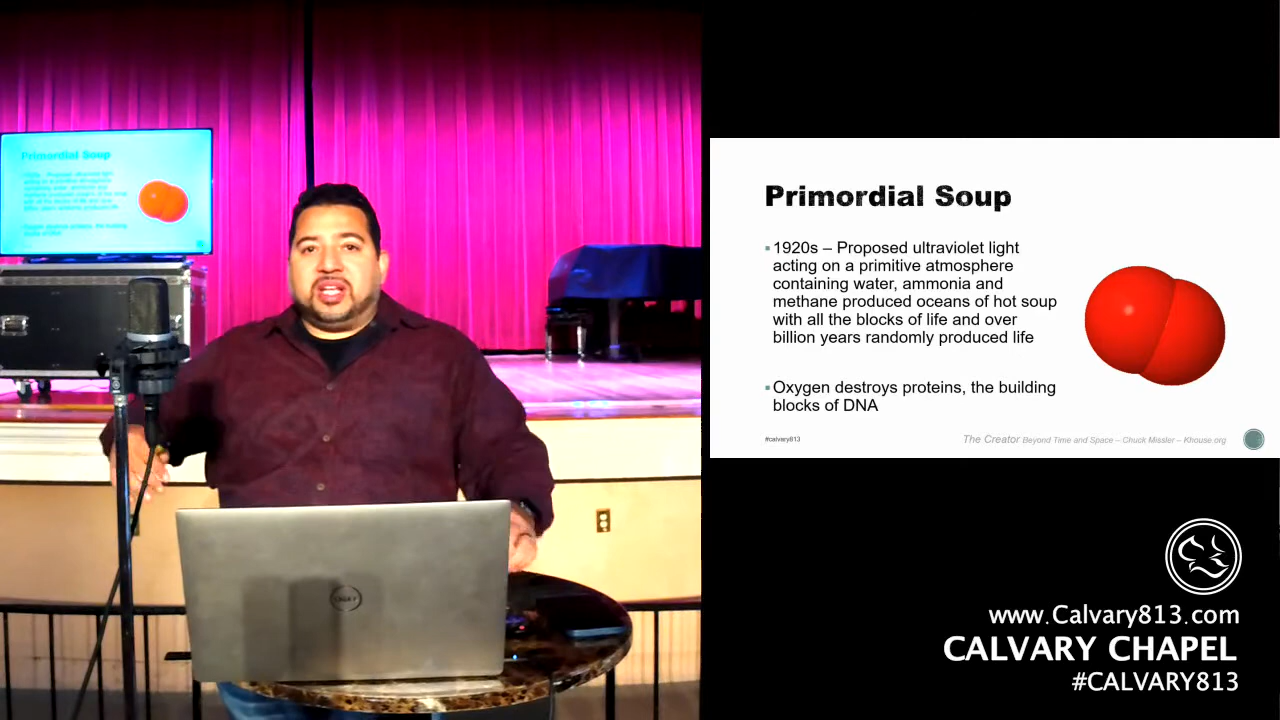 Primordial Soup
Primordial Soup
1920s – Proposed ultraviolet light
acting on a primitive atmosphere
containing water, ammonia and
methane produced oceans of hot soup
with all the blocks of life and over
billion years randomly produced life
Oxygen destroys proteins, the building
blocks of DNA
#calvary813
The Creator Beyond Time and Space – Chuck Missler – Khouse.org
DELL
www.Calvary813.com
CALVARY CHAPEL
#CALVARY813